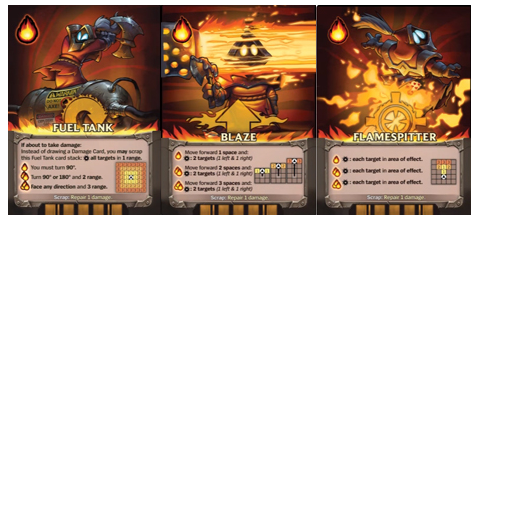 FUEL TANK
If about to take damage:
Instead of drawing a Damage Card, you may scrap
this Fuel Tank card stack: all targets in 1 range.
You must turn 90°.
Turn 90° or 180° and 2 range.
Face any direction and 3 range.
Scrap: Repair 1 damage.
BLAZE
Move forward 1 space and:
: 2 targets (1 left & 1 right)
Move forward 2 spaces and:
: 2 targets (1 left & 1 right)
Move forward 3 spaces and:
: 2 targets (1 left & 1 right)
Scrap: Repair 1 damage.
FLAMESPITTER
: each target in area of effect.
: each target in area of effect.
: each target in area of effect.
Scrap: Repair 1 damage.